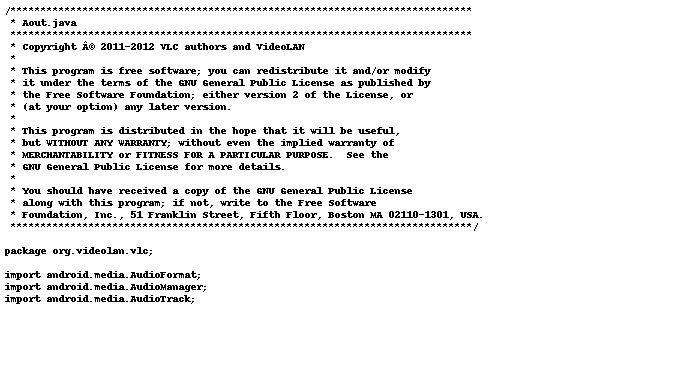 /*****************************************************************************
 * Aout.java
 *****************************************************************************
 * Copyright Â© 2011-2012 VLC authors and VideoLAN
 *
 * This program is free software; you can redistribute it and/or modify
 * it under the terms of the GNU General Public License as published by
 * the Free Software Foundation; either version 2 of the License, or
 * (at your option) any later version.
 *
 * This program is distributed in the hope that it will be useful,
 * but WITHOUT ANY WARRANTY; without even the implied warranty of
 * MERCHANTABILITY or FITNESS FOR A PARTICULAR PURPOSE.  See the
 * GNU General Public License for more details.
 *
 * You should have received a copy of the GNU General Public License
 * along with this program; if not, write to the Free Software
 * Foundation, Inc., 51 Franklin Street, Fifth Floor, Boston MA 02110-1301, USA.
 *****************************************************************************/

package org.videolan.vlc;

import android.media.AudioFormat;
import android.media.AudioManager;
import android.media.AudioTrack;